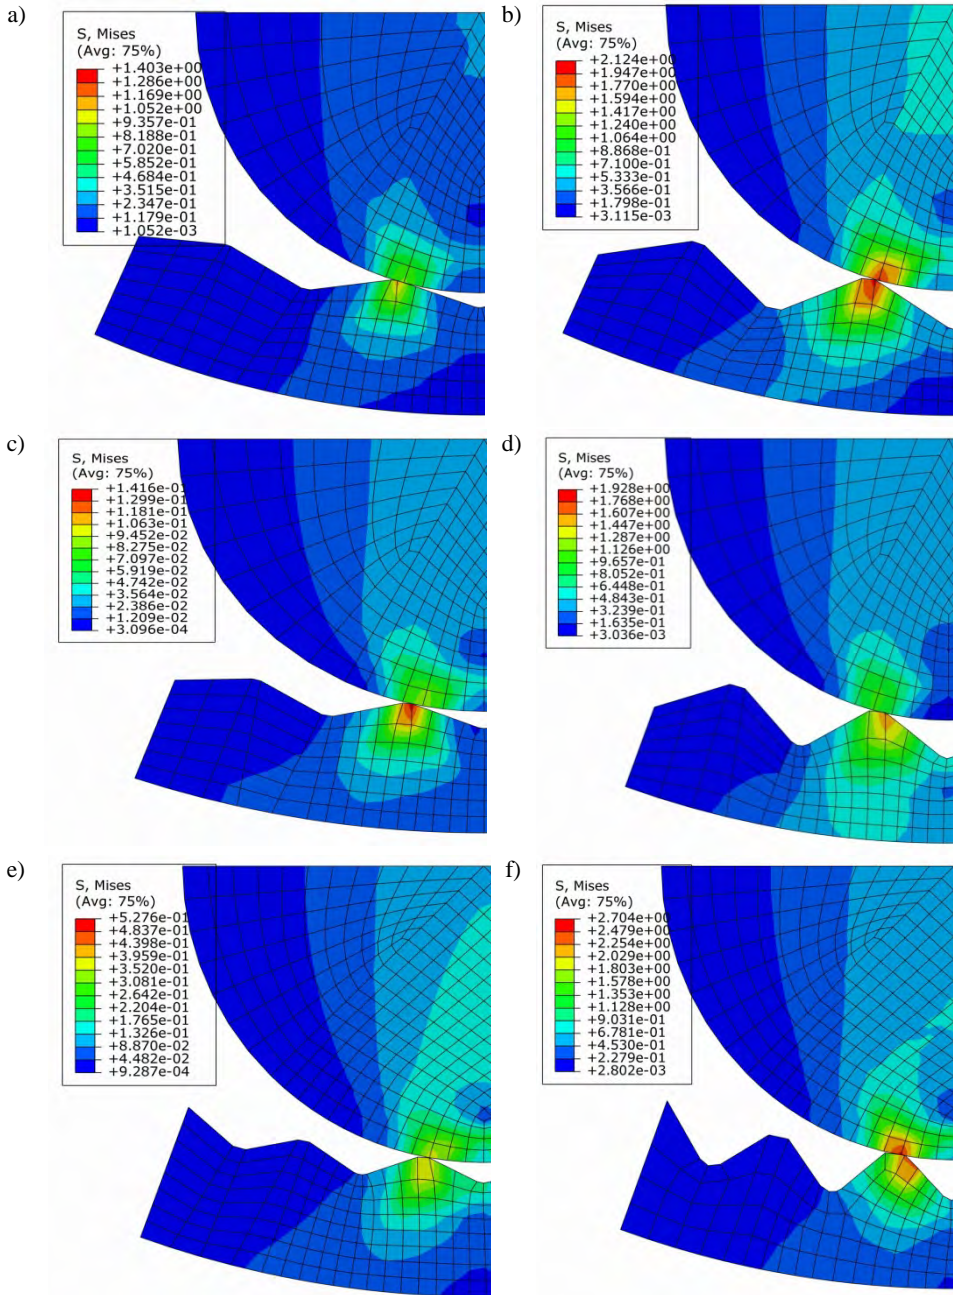 a)
S, Mises
(Avg: 75%)
+1.403e+00
+1.286e+00
+1.169e+00
+1.052e+00
+9.357e-01
+8.188e-01
+7.020e-01
+5.852e-01
+4.684e-01
+3.515e-01
+2.347e-01
+1.179e-01
+1.052e-03
b)
S, Mises
(Avg: 75%)
+2.124e+00
+1.947e+00
+1.770e+00
+1.594e+00
+1.417e+00
+1.240e+00
+1.064e+00
+8.868e-01
+7.100e-01
+5.333e-01
+3.566e-01
+1.798e-01
+3.115e-03
c)
S, Mises
(Avg: 75%)
+1.416e-01
+1.299e-01
+1.181e-01
+1.063e-01
+9.452e-02
+8.275e-02
+7.097e-02
+5.919e-02
+4.742e-02
+3.564e-02
+2.386e-02
+1.209e-02
+3.096e-04
d)
S, Mises
(Avg: 75%)
+1.928e+00
+1.768e+00
+1.607e+00
+1.447e+00
+1.287e+00
+1.126e+00
+9.657e-01
+8.052e-01
+6.448e-01
+4.843e-01
+3.239e-01
+1.635e-01
+3.036e-03
e)
S, Mises
(Avg: 75%)
+5.276e-01
+4.837e-01
+4.398e-01
+3.959e-01
+3.520e-01
+3.081e-01
+2.642e-01
+2.204e-01
+1.765e-01
+1.326e-01
+8.870e-02
+4.482e-02
+9.287e-04
f)
S, Mises
(Avg: 75%)
+2.704e+00
+2.479e+00
+2.254e+00
+2.029e+00
+1.803e+00
+1.578e+00
+1.353e+00
+1.128e+00
+9.031e-01
+6.781e-01
+4.530e-01
+2.279e-01
+2.802e-03